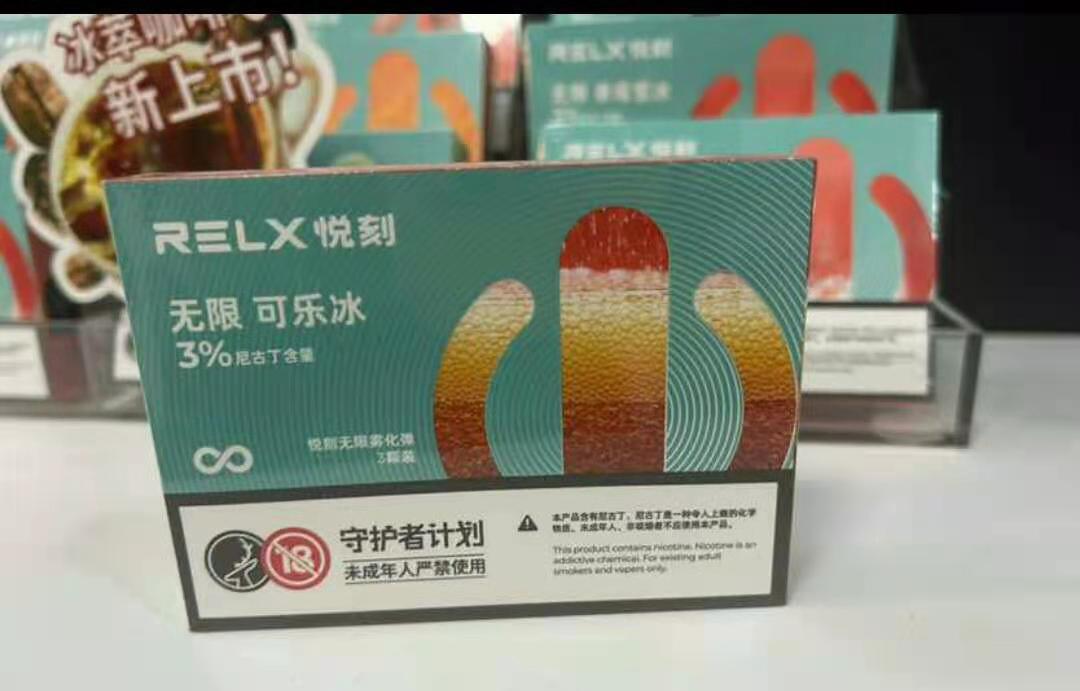 冰萃咖啡
新上市!
RELX悦刻
无限
RELX悦刻
RELX悦刻
无限 可乐冰
3%尼古丁含量
悦刻无限雾化弹
3颗装
18
守护者计划
未成年人严禁使用
本产品含有尼古丁，尼古丁是一种令人上瘾的化学
物质。未成年人、非吸烟者不应使用本产品。
This product contains nicotine. Nicotine is an
addictive chemical. For existing adult
smokers and vapers only.